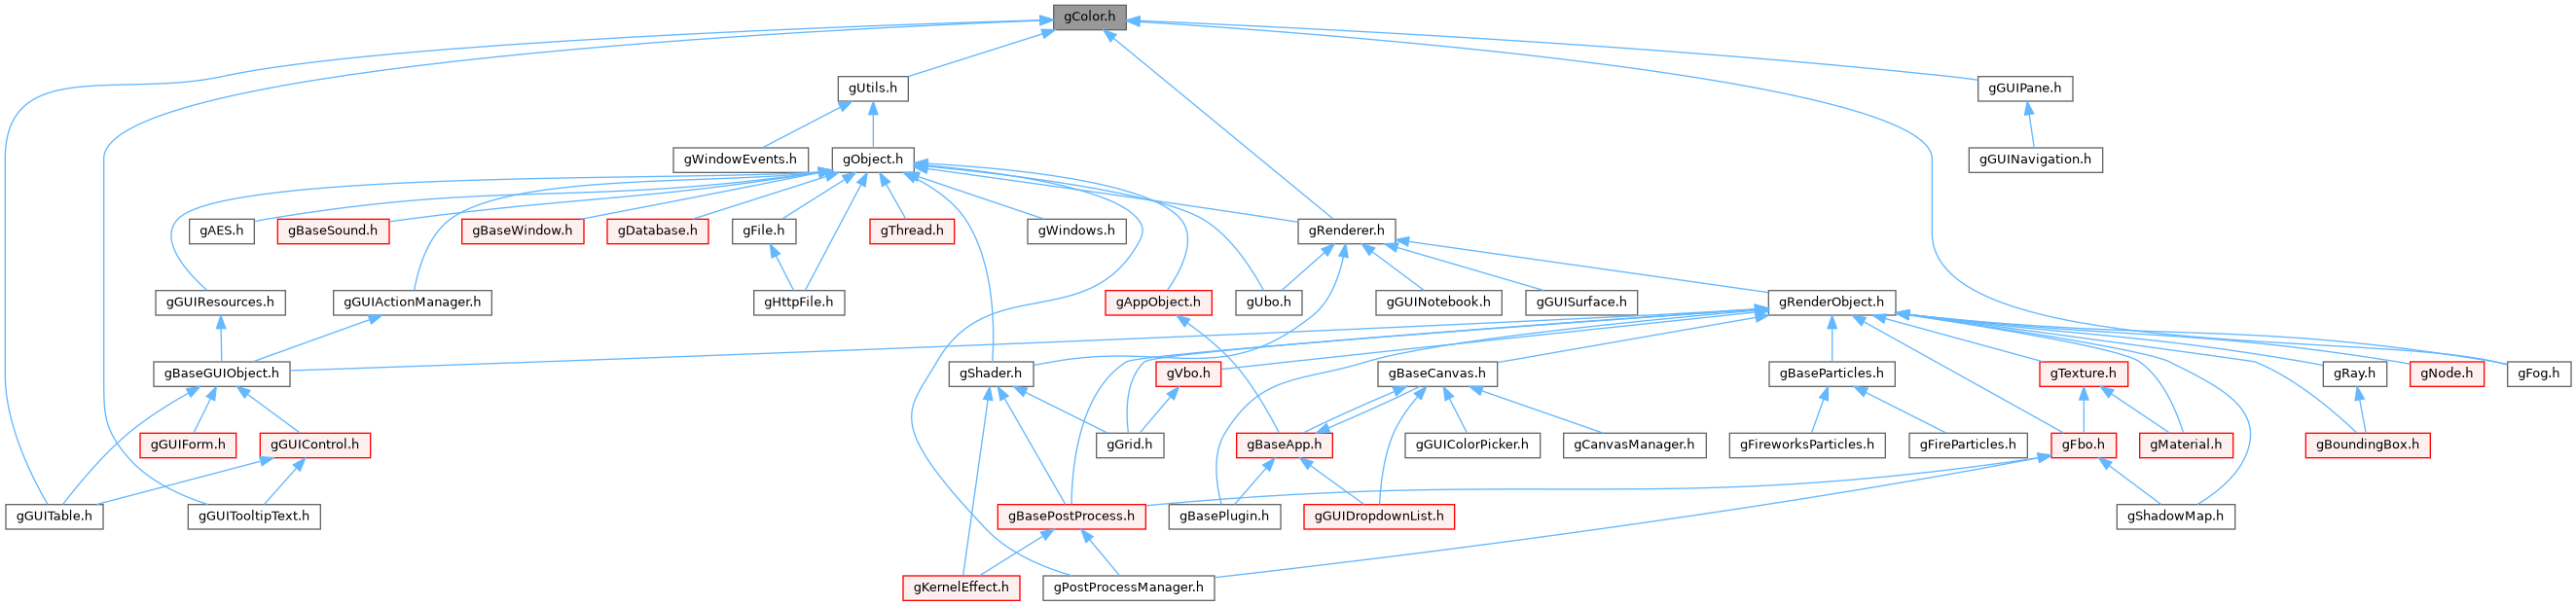 gColor.h
gUtils.h
gGUIPane.h
gWindowEvents.h
gObject.h
gGUINavigation.h
gAES.h
gBaseSound.h
gBaseWindow.h
gDatabase.h
gFile.h
gThread.h
gWindows.h
gRenderer.h
gGUIResources.h
gGUIActionManager.h
gHttpFile.h
gAppObject.h
gUbo.h
gGUINotebook.h
gGUISurface.h
gRenderObject.h
gBaseGUIObject.h
gShader.h
gVbo.h
gBaseCanvas.h
gBaseParticles.h
gTexture.h
gRay.h
gNode.h
gFog.h
gGUIForm.h
gGUIControl.h
gGrid.h
gBaseApp.h
gGUIColorPicker.h
gCanvasManager.h
gFireworksParticles.h
gFireParticles.h
gFbo.h
gMaterial.h
gBoundingBox.h
gGUITable.h
gGUITooltipText.h
gBasePostProcess.h
gBasePlugin.h
gGUIDropdownList.h
gShadowMap.h
gKernelEffect.h
gPostProcessManager.h